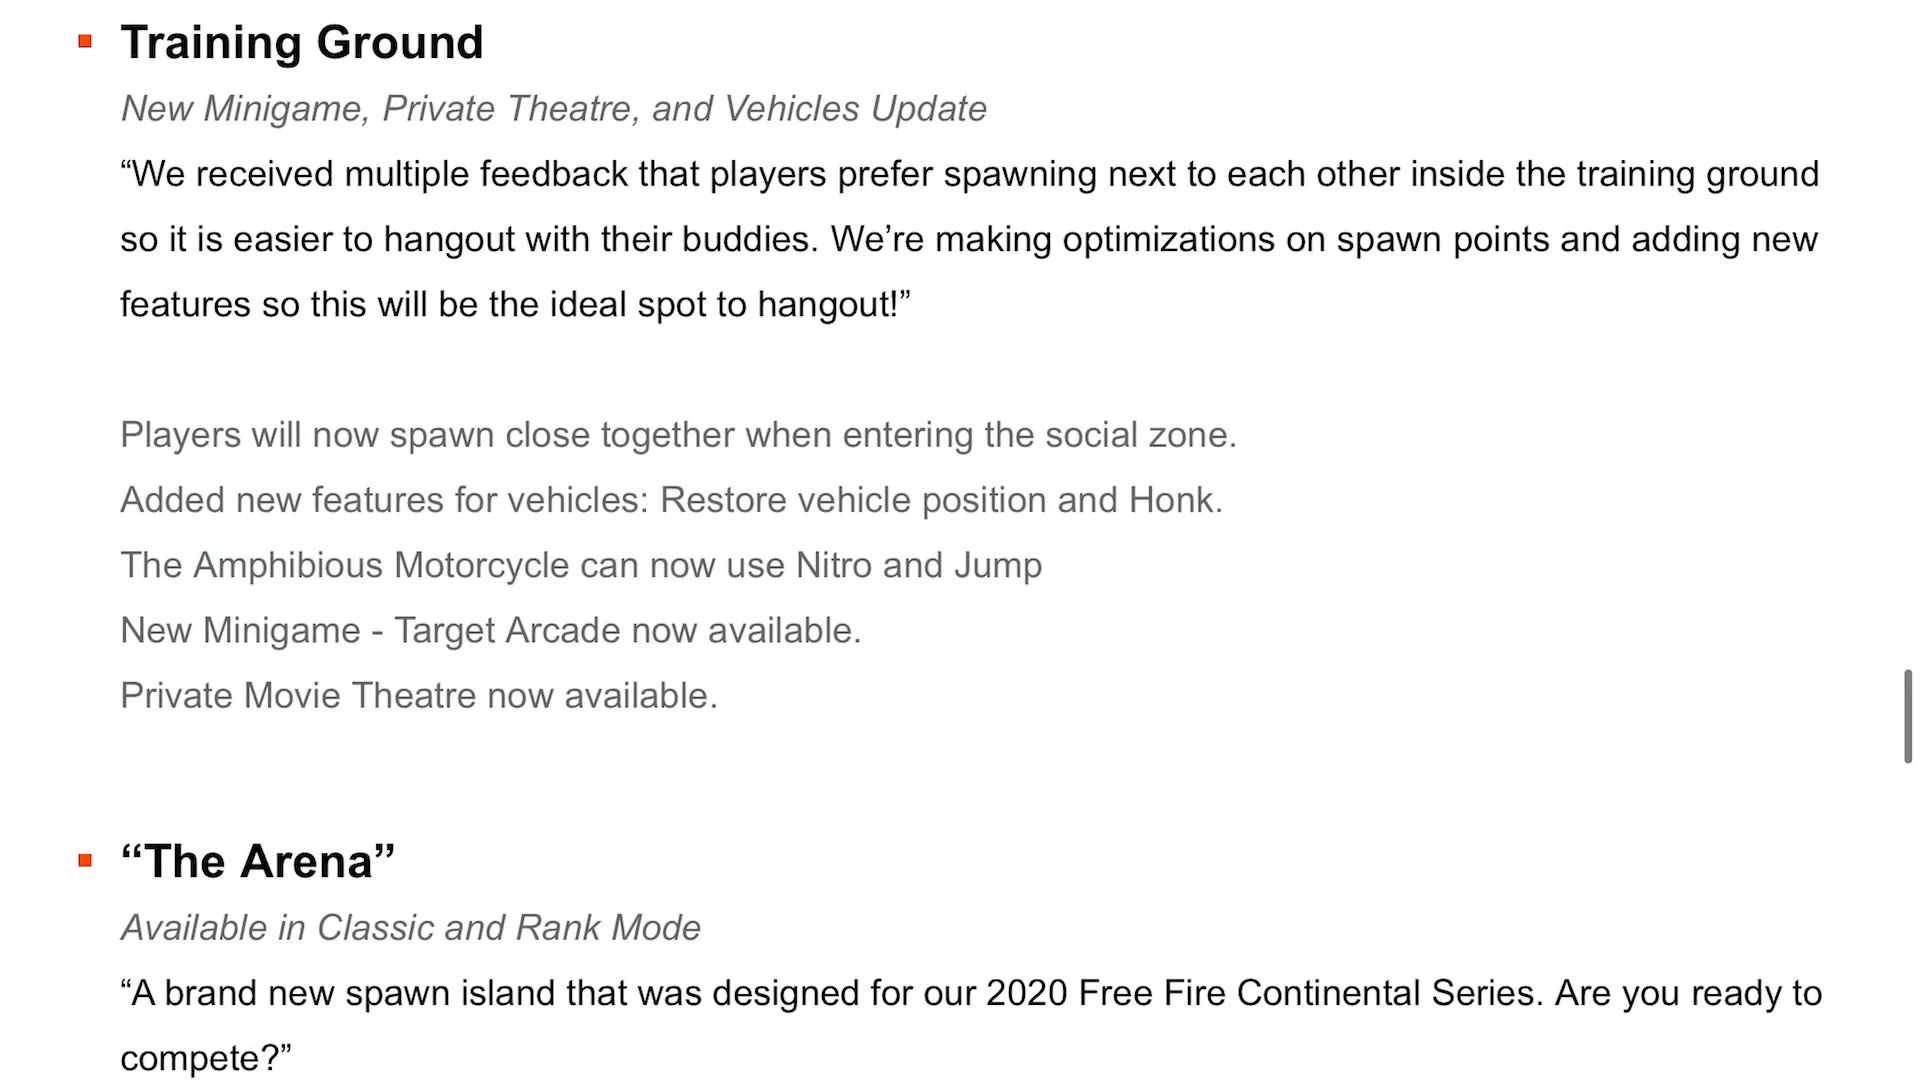 Training Ground
New Minigame, Private Theatre, and Vehicles Update
“We received multiple feedback that players prefer spawning next to each other inside the training ground
so it is easier to hangout with their buddies. We’re making optimizations on spawn points and adding new
features so this will be the ideal spot to hangout!”
Players will now spawn close together when entering the social zone.
Added new features for vehicles: Restore vehicle position and Honk.
The Amphibious Motorcycle can now use Nitro and Jump
New Minigame - Target Arcade now available.
Private Movie Theatre now available.
“The Arena”
Available in Classic and Rank Mode
“A brand new spawn island that was designed for our 2020 Free Fire Continental Series. Are you ready to
compete?”